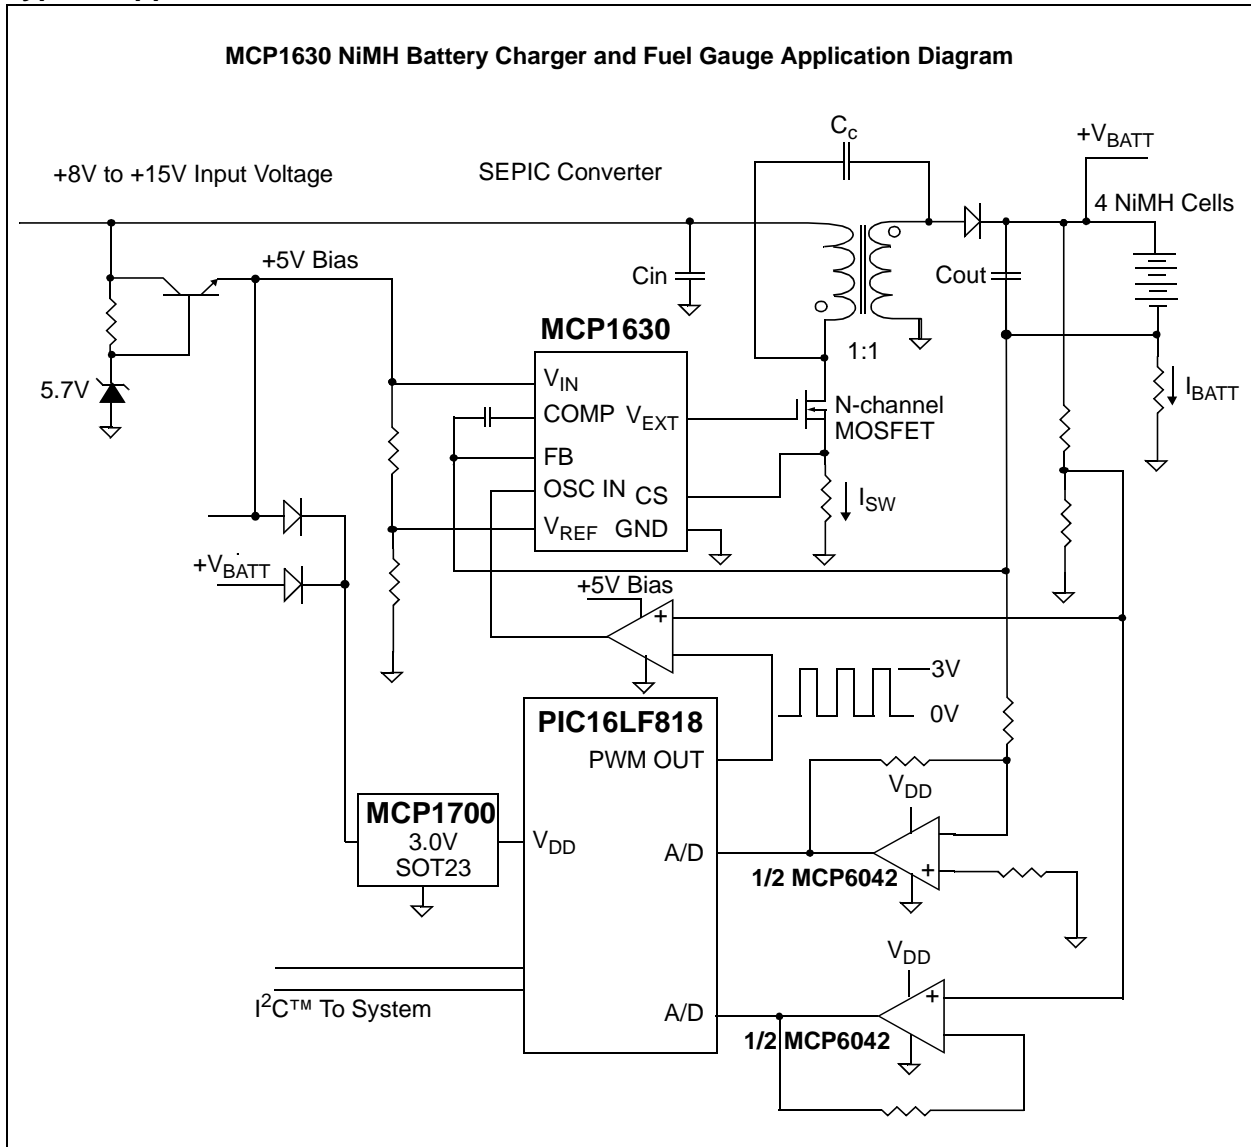 MCP1630 NiMH Battery Charger and Fuel Gauge Application Diagram
Cc
+VBATT
+8V to +15V Input Voltage
SEPIC Converter
4 NiMH Cells
+5V Bias
Cin
Cout
MCP1630
1:1
5.7V
VIN
IBATT
COMP
VEXT
N-channel
MOSFET
FB
OSC IN
CS
ISW
VREF
GND
+VBATT
+5V Bias
3V
0V
PIC16LF818
PWM OUT
VDD
MCP1700
3.0V
SOT23
VDD
A/D
+
1/2 MCP6042
+
VDD
I2C™ To System
A/D
+
1/2 MCP6042